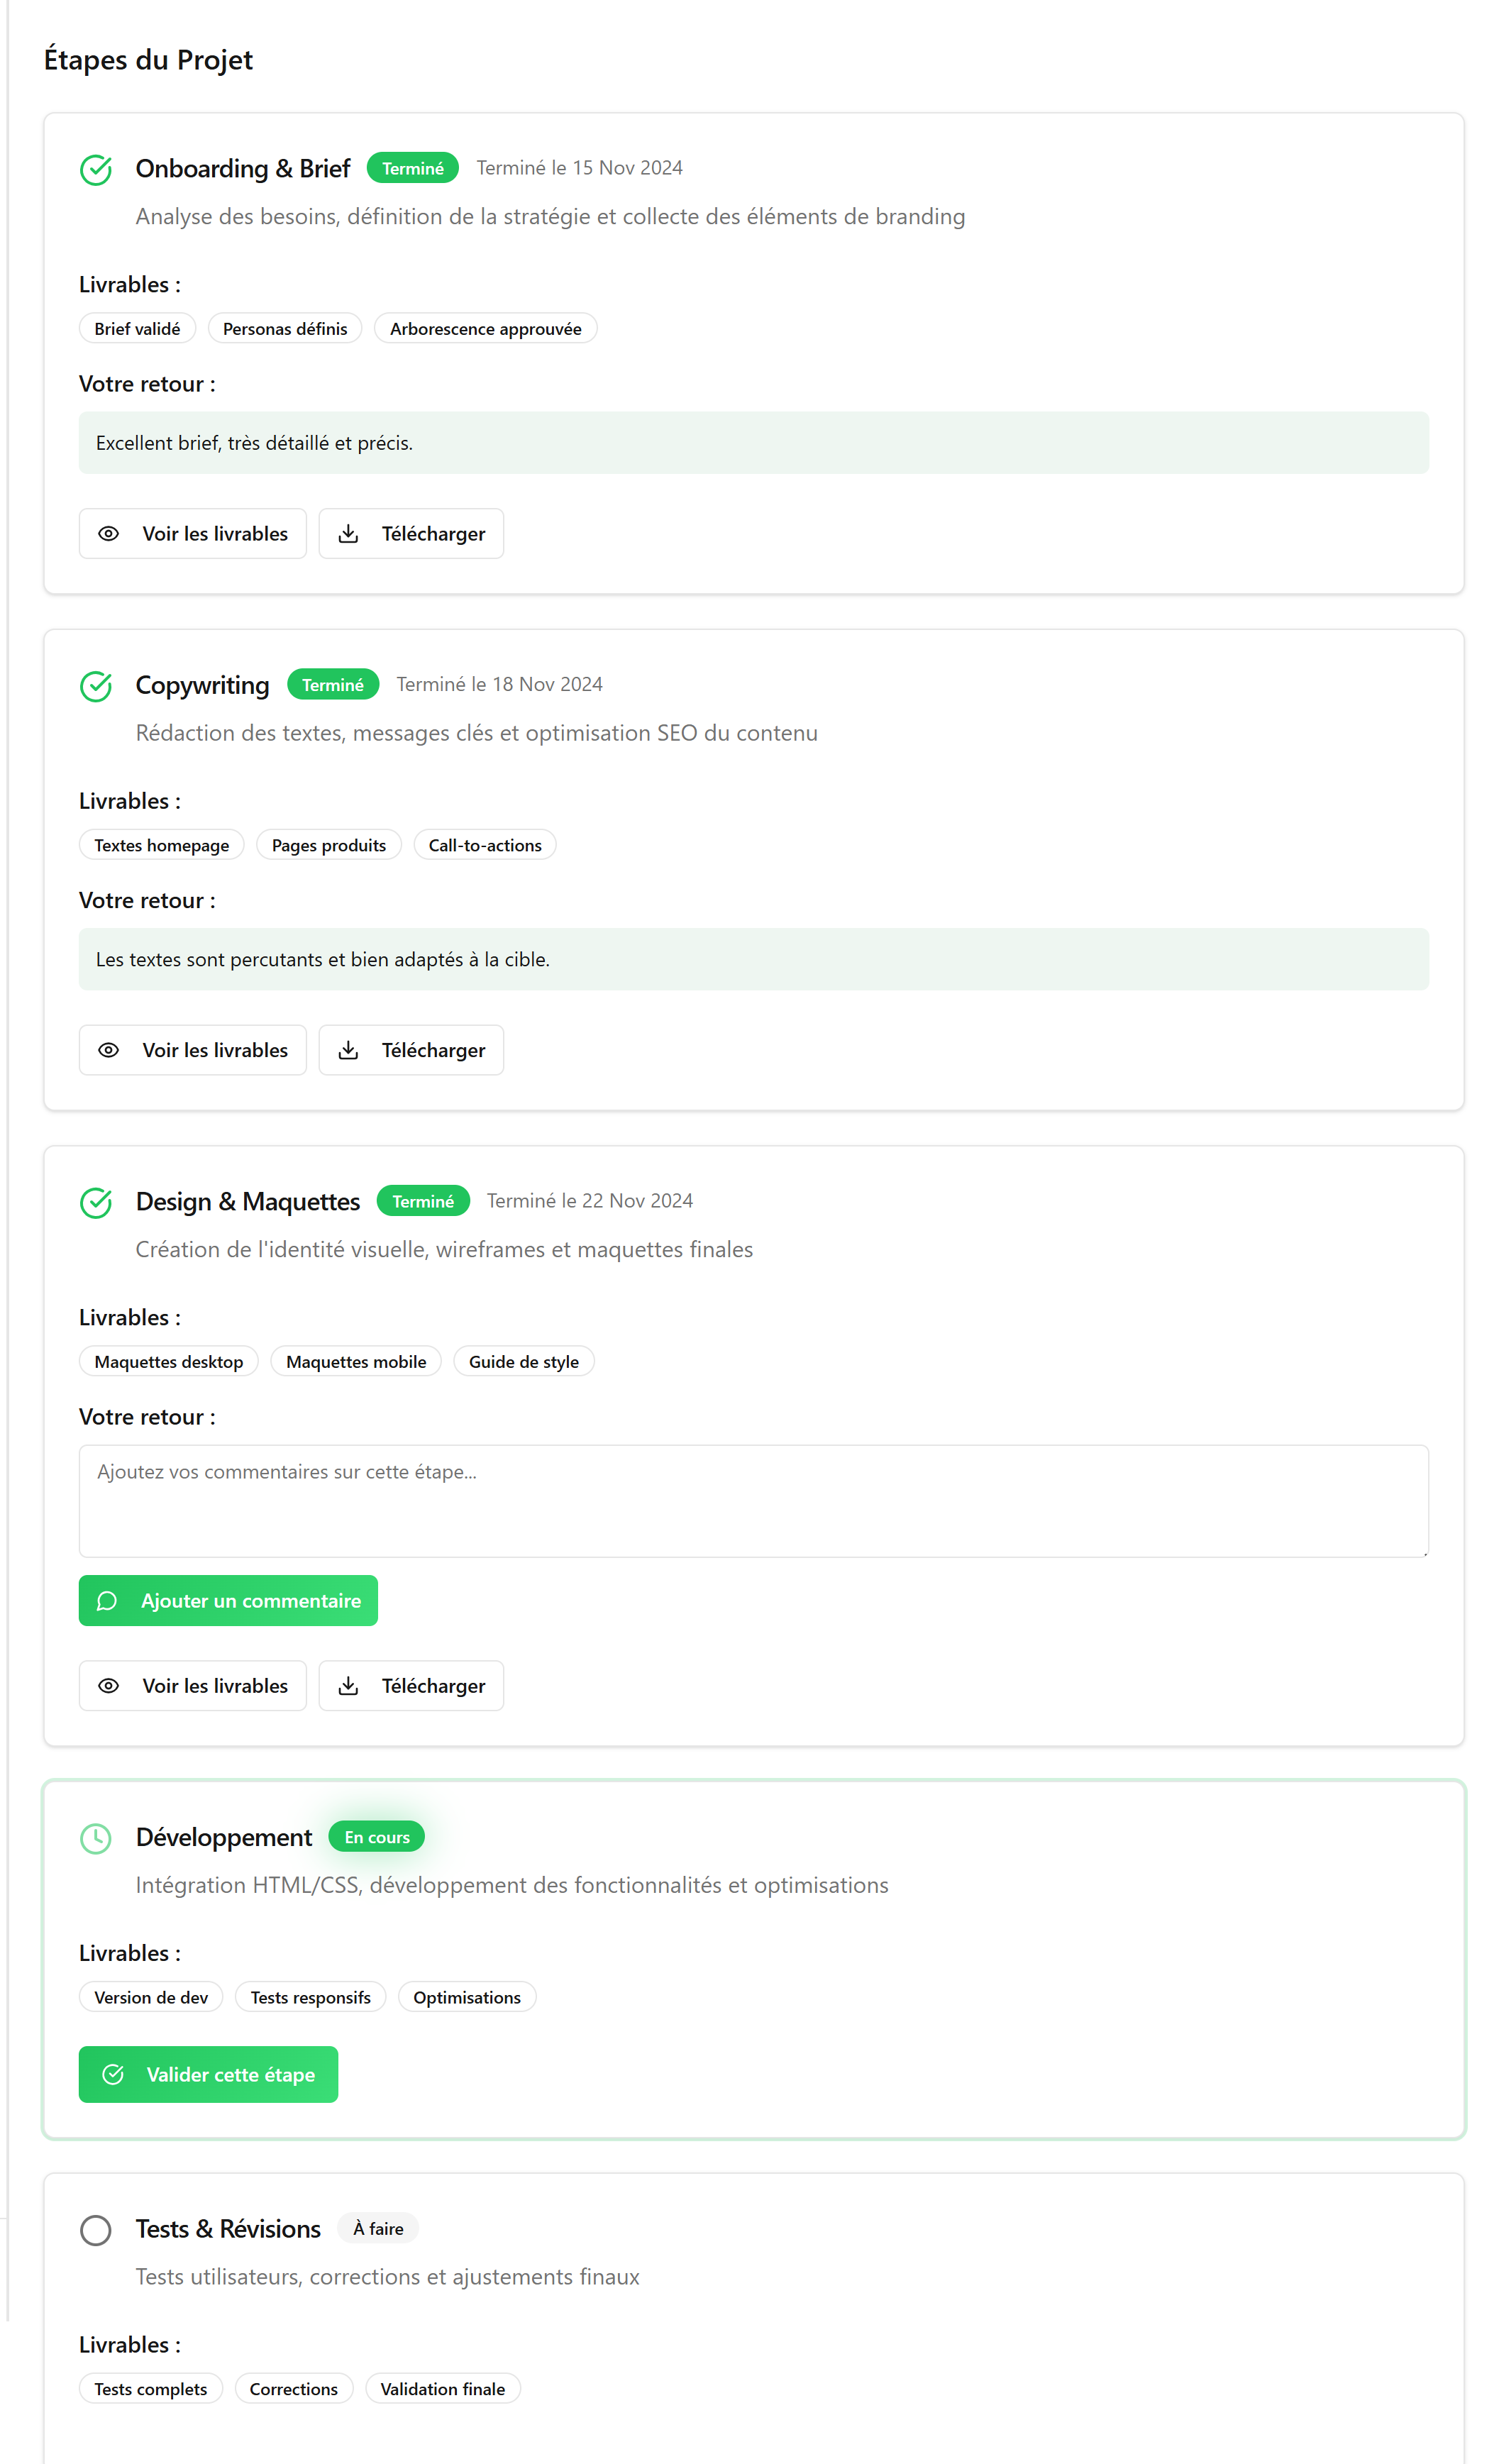 Étapes du Projet
Onboarding & Brief Terminé Terminé le 15 Nov 2024
Analyse des besoins, définition de la stratégie et collecte des éléments de branding
Livrables :
Brief validé Personas définis Arborescence approuvée
Votre retour :
Excellent brief, très détaillé et précis.
Voir les livrables Télécharger
Copywriting Terminé Terminé le 18 Nov 2024
Rédaction des textes, messages clés et optimisation SEO du contenu
Livrables :
Textes homepage Pages produits Call-to-actions
Votre retour :
Les textes sont percutants et bien adaptés à la cible.
Voir les livrables Télécharger
Design & Maquettes Terminé Terminé le 22 Nov 2024
Création de l'identité visuelle, wireframes et maquettes finales
Livrables :
Maquettes desktop Maquettes mobile Guide de style
Votre retour :
Ajoutez vos commentaires sur cette étape...
Ajouter un commentaire
Voir les livrables Télécharger
Développement En cours
Intégration HTML/CSS, développement des fonctionnalités et optimisations
Livrables :
Version de dev Tests responsifs Optimisations
Valider cette étape
Tests & Révisions À faire
Tests utilisateurs, corrections et ajustements finaux
Livrables :
Tests complets Corrections Validation finale